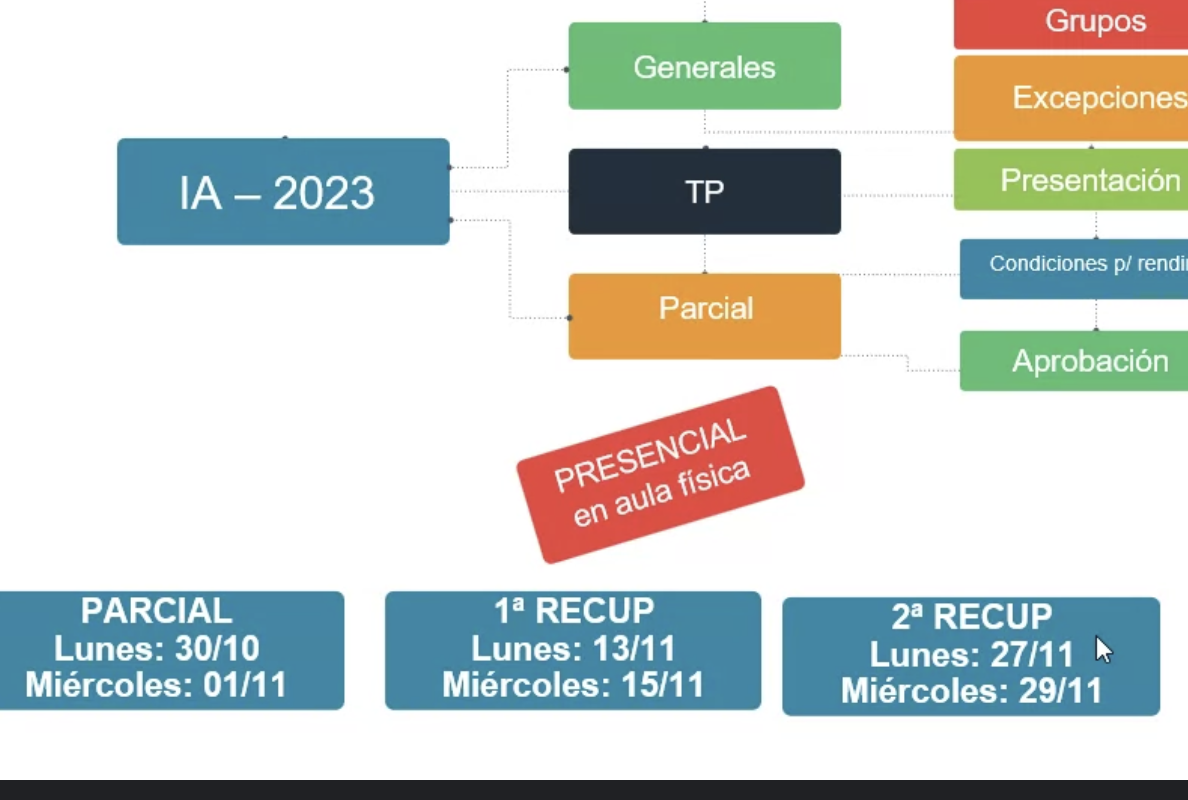 Generales
Grupos
Excepciones
IA – 2023
TP
Presentación
Condiciones p/
Parcial
Aprobación
PRESENCIAL
en aula física
PARCIAL
Lunes: 30/10
Miércoles: 01/11
1ª RECUP
Lunes: 13/11
Miércoles: 15/11
2ª RECUP
Lunes: 27/11
Miércoles: 29/11